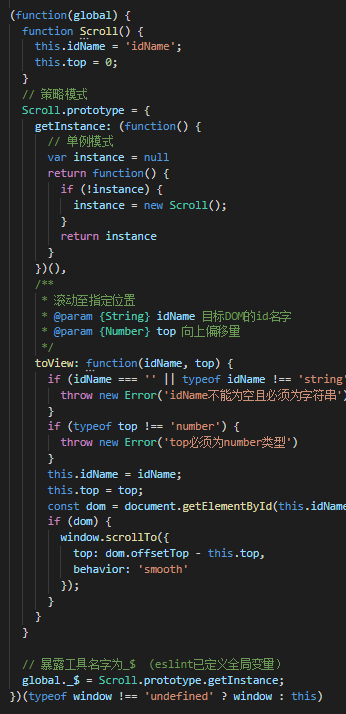 (function(global) {
  function Scroll() {
    this.idName = 'idName';
    this.top = 0;
  }
  // 策略模式
  Scroll.prototype = {
    getInstance: (function() {
      // 单例模式
      var instance = null
      return function() {
        if (!instance) {
          instance = new Scroll();
        }
        return instance
      }
    })(),
    /**
     * 滚动至指定位置
     * @param {String} idName 目标DOM的id名字
     * @param {Number} top 向上偏移量
     */
    toView: function(idName, top) {
      if (idName === '' || typeof idName !== 'string'
        throw new Error('idName不能为空且必须为字符串')
      }
      if (typeof top !== 'number') {
        throw new Error('top必须为number类型')
      }
      this.idName = idName;
      this.top = top;
      const dom = document.getElementById(this.idName
      if (dom) {
        window.scrollTo({
          top: dom.offsetTop - this.top,
          behavior: 'smooth'
        });
      }
    }
  }

  // 暴露工具名字为_$ （eslint已定义全局变量）
  global._$ = Scroll.prototype.getInstance;
})(typeof window !== 'undefined' ? window : this)